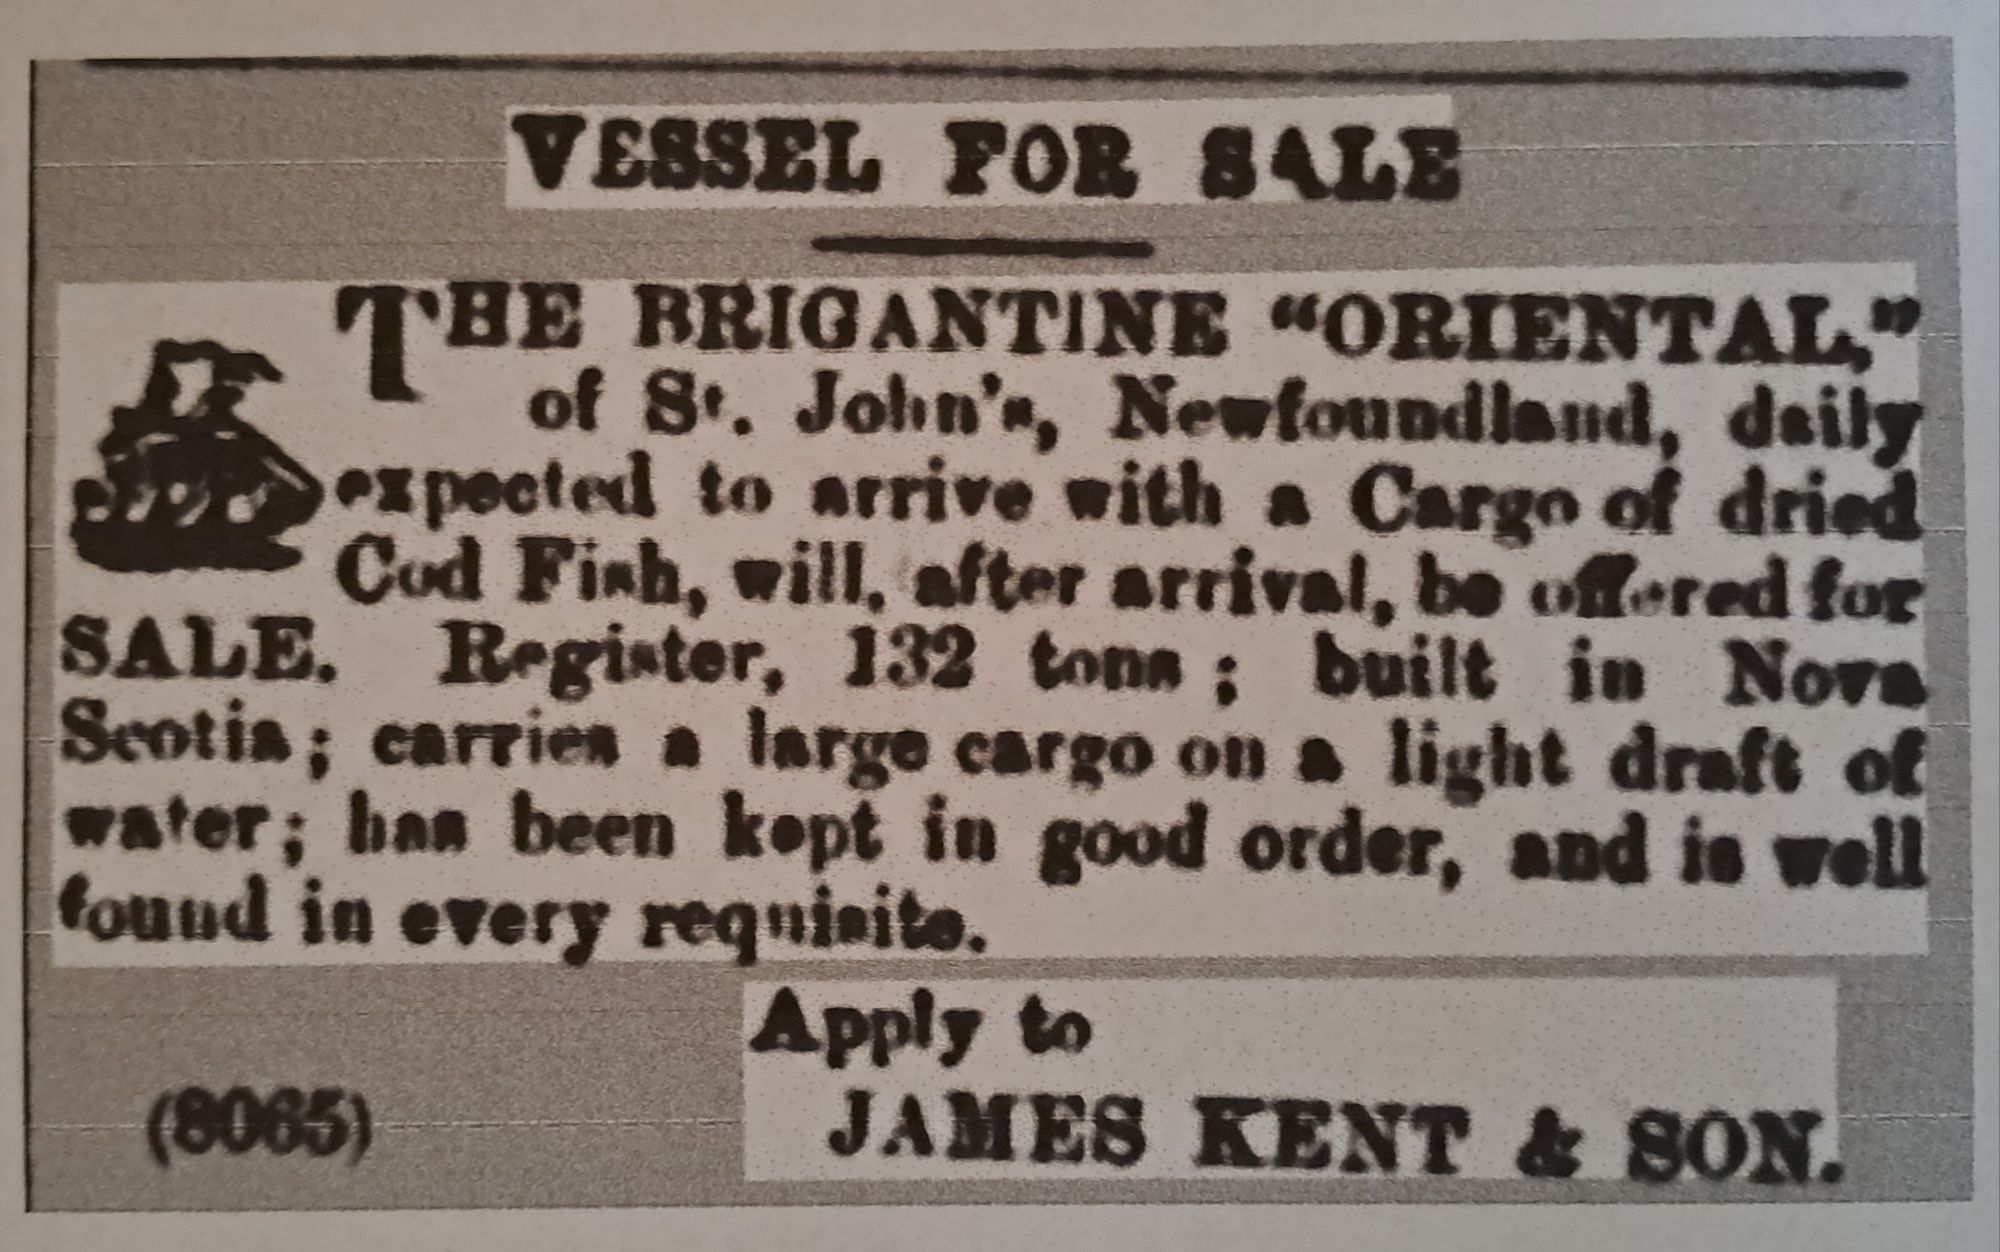 VESSEL FOR SALE
THE BRIGANTINE “ORIENTAL,”
of St. John's, Newfoundland, daily
expected to arrive with a Cargo of dried
Cod Fish, will, after arrival, be offered for
SALE. Register, 132 tons; built in Nova
Scotia; carries a large cargo on a light draft of
water; has been kept in good order, and is well
found in every requisite.
Apply to
(8065) JAMES KENT & SON.